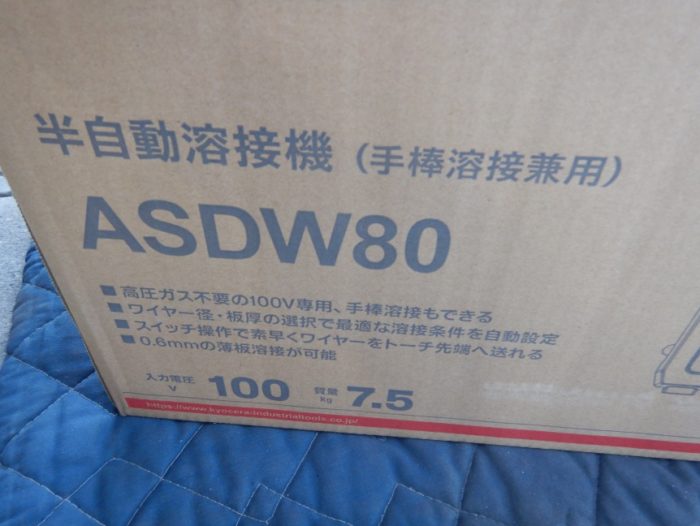 半自動溶接機（手棒溶接兼用）
ASDW80
■ 高圧ガス不要の100V専用、手棒溶接もできる
■ ワイヤー径・板厚の選択で最適な溶接条件を自動設定
■ スイッチ操作で素早くワイヤーをトーチ先端へ送れる
■ 0.6mmの薄板溶接が可能
入力電圧 V 100 質量 kg 7.5
https://www.kyocera-industrialtools.co.jp/